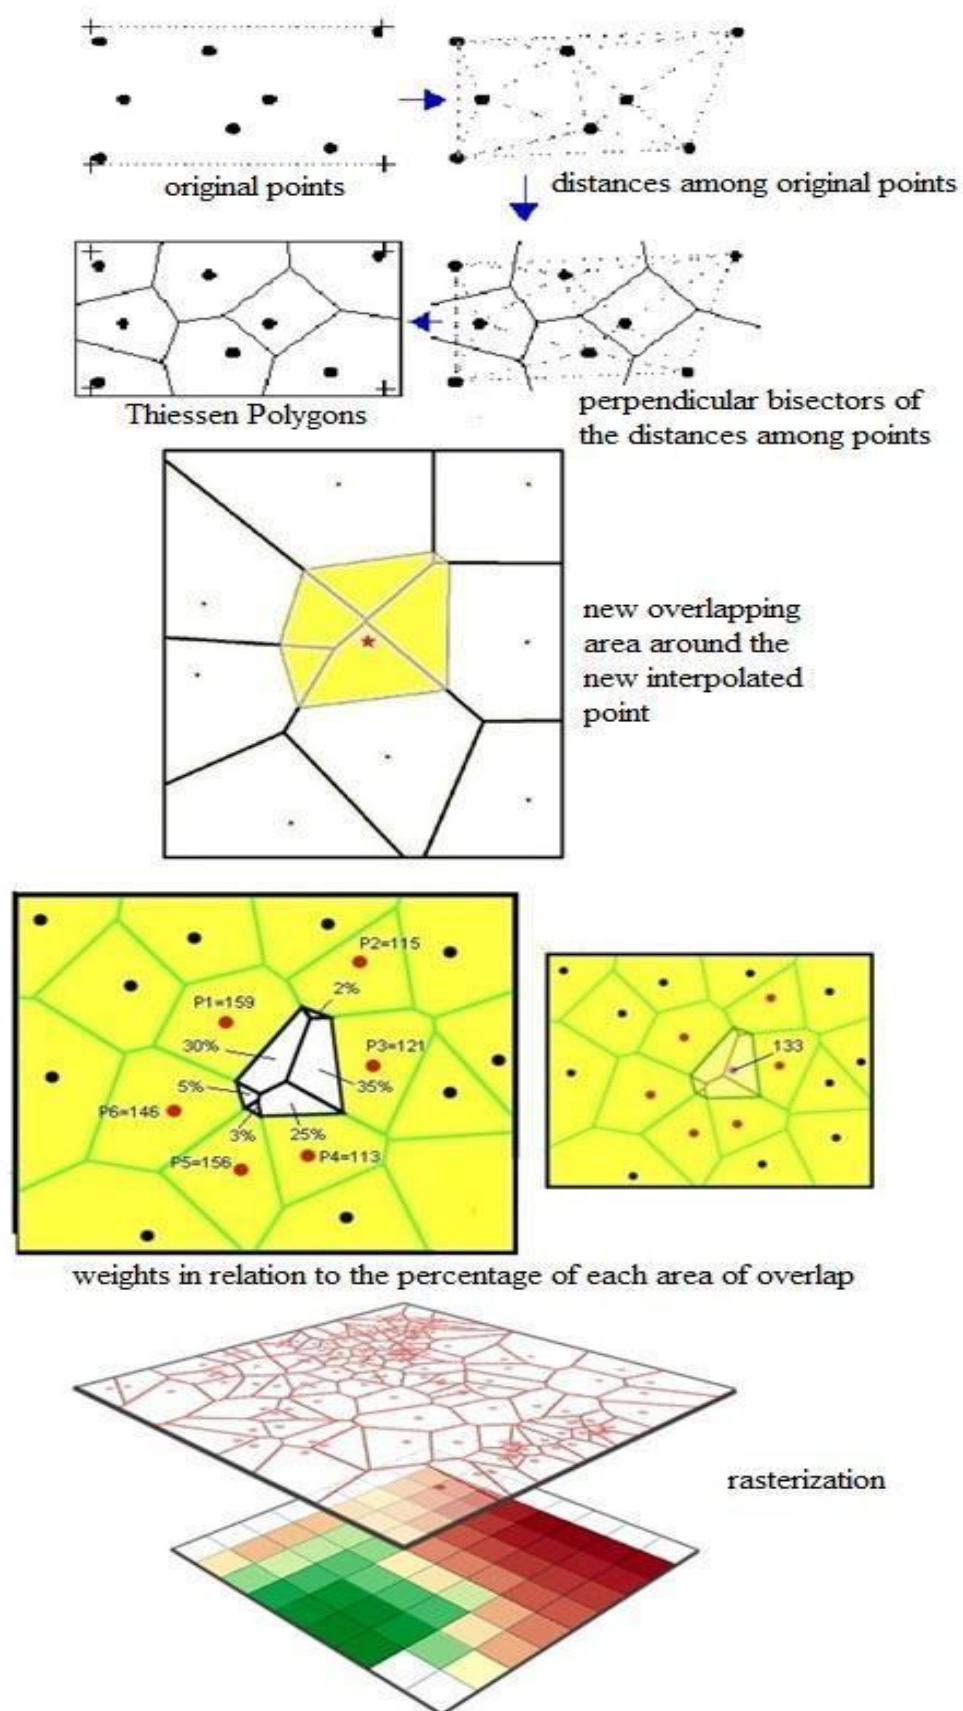 original points
distances among original points
Thiessen Polygons
perpendicular bisectors of
the distances among points
new overlapping
area around the
new interpolated
point
P2=115
2%
P1=159
30%
P3=121
35%
5%
P6=146
3%
25%
P5=156
P4=113
133
weights in relation to the percentage of each area of overlap
rasterization